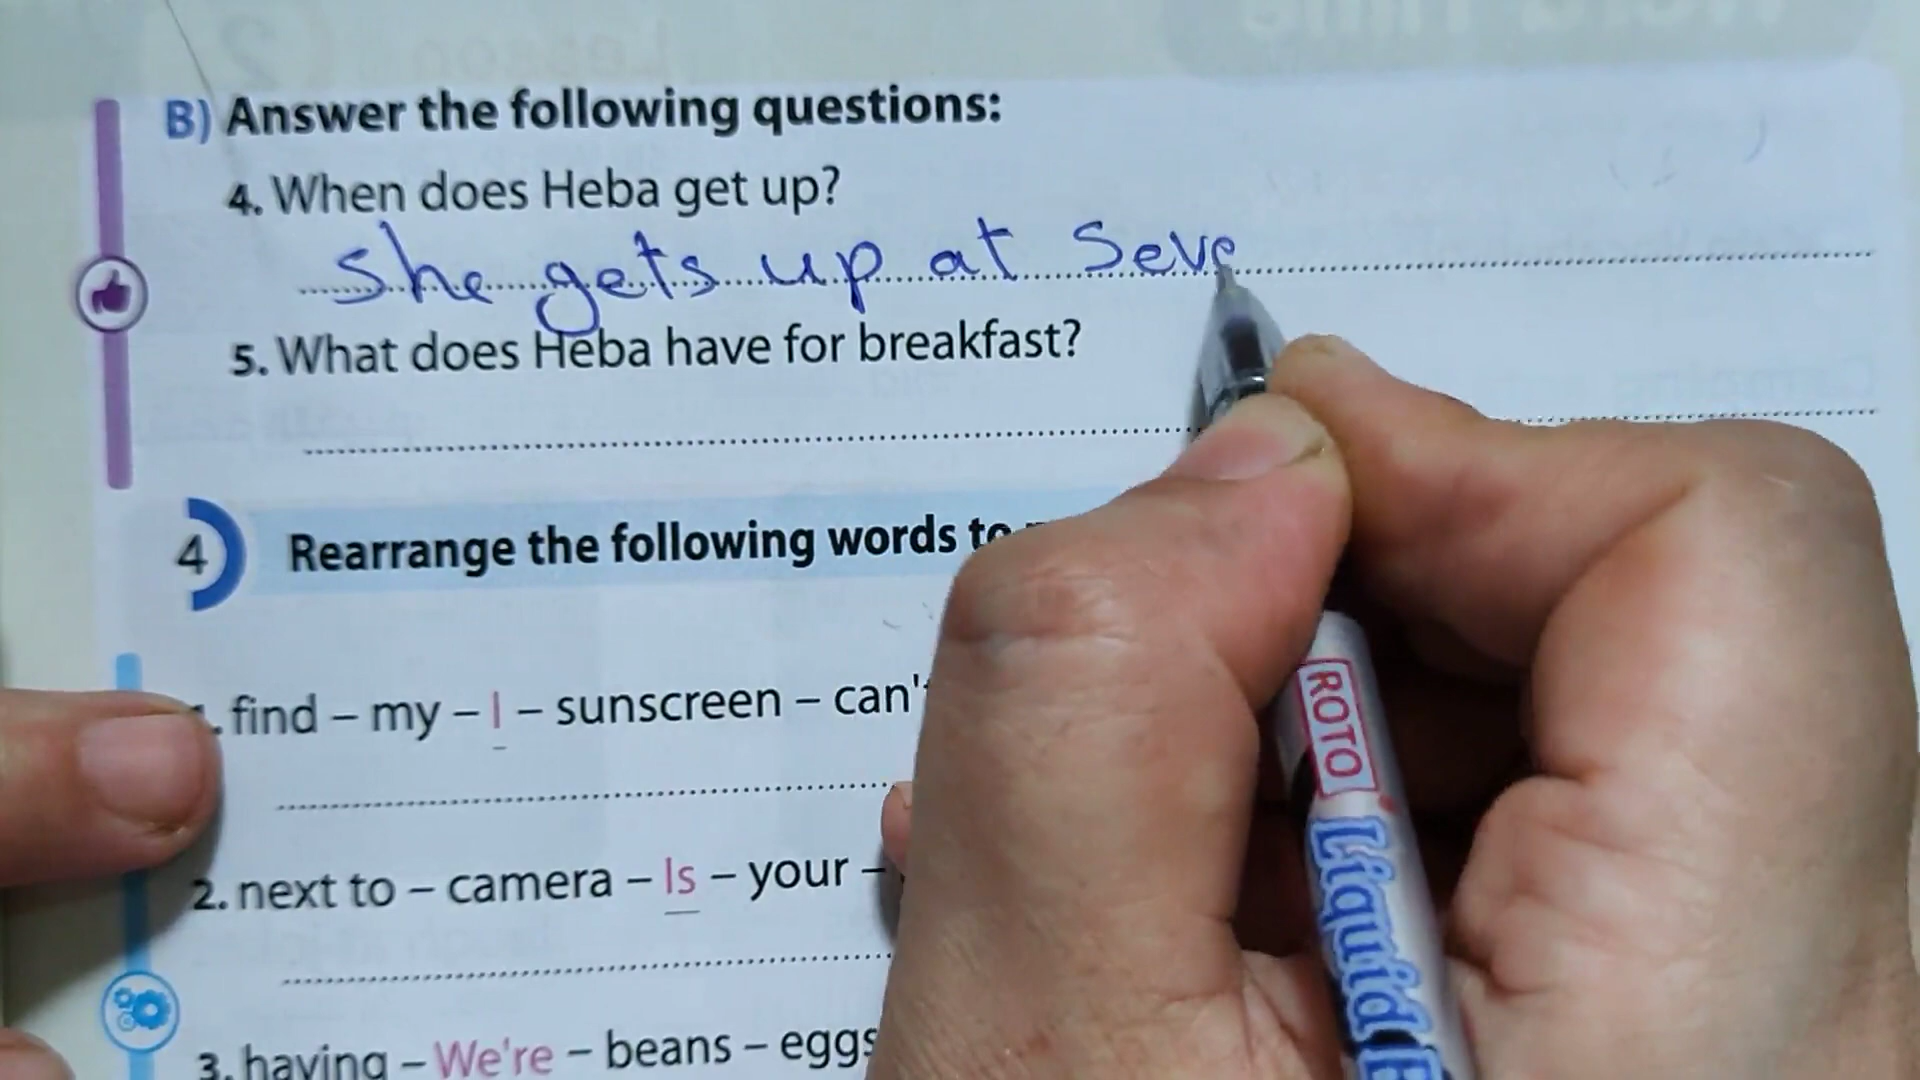 B) Answer the following questions:
4. When does Heba get up?
She gets up at Seve
5. What does Heba have for breakfast?
4 Rearrange the following words to
1. find – my – I – sunscreen – can't
2. next to – camera – Is – your –
3. having – We're – beans – eggs
ROTO
Liquid